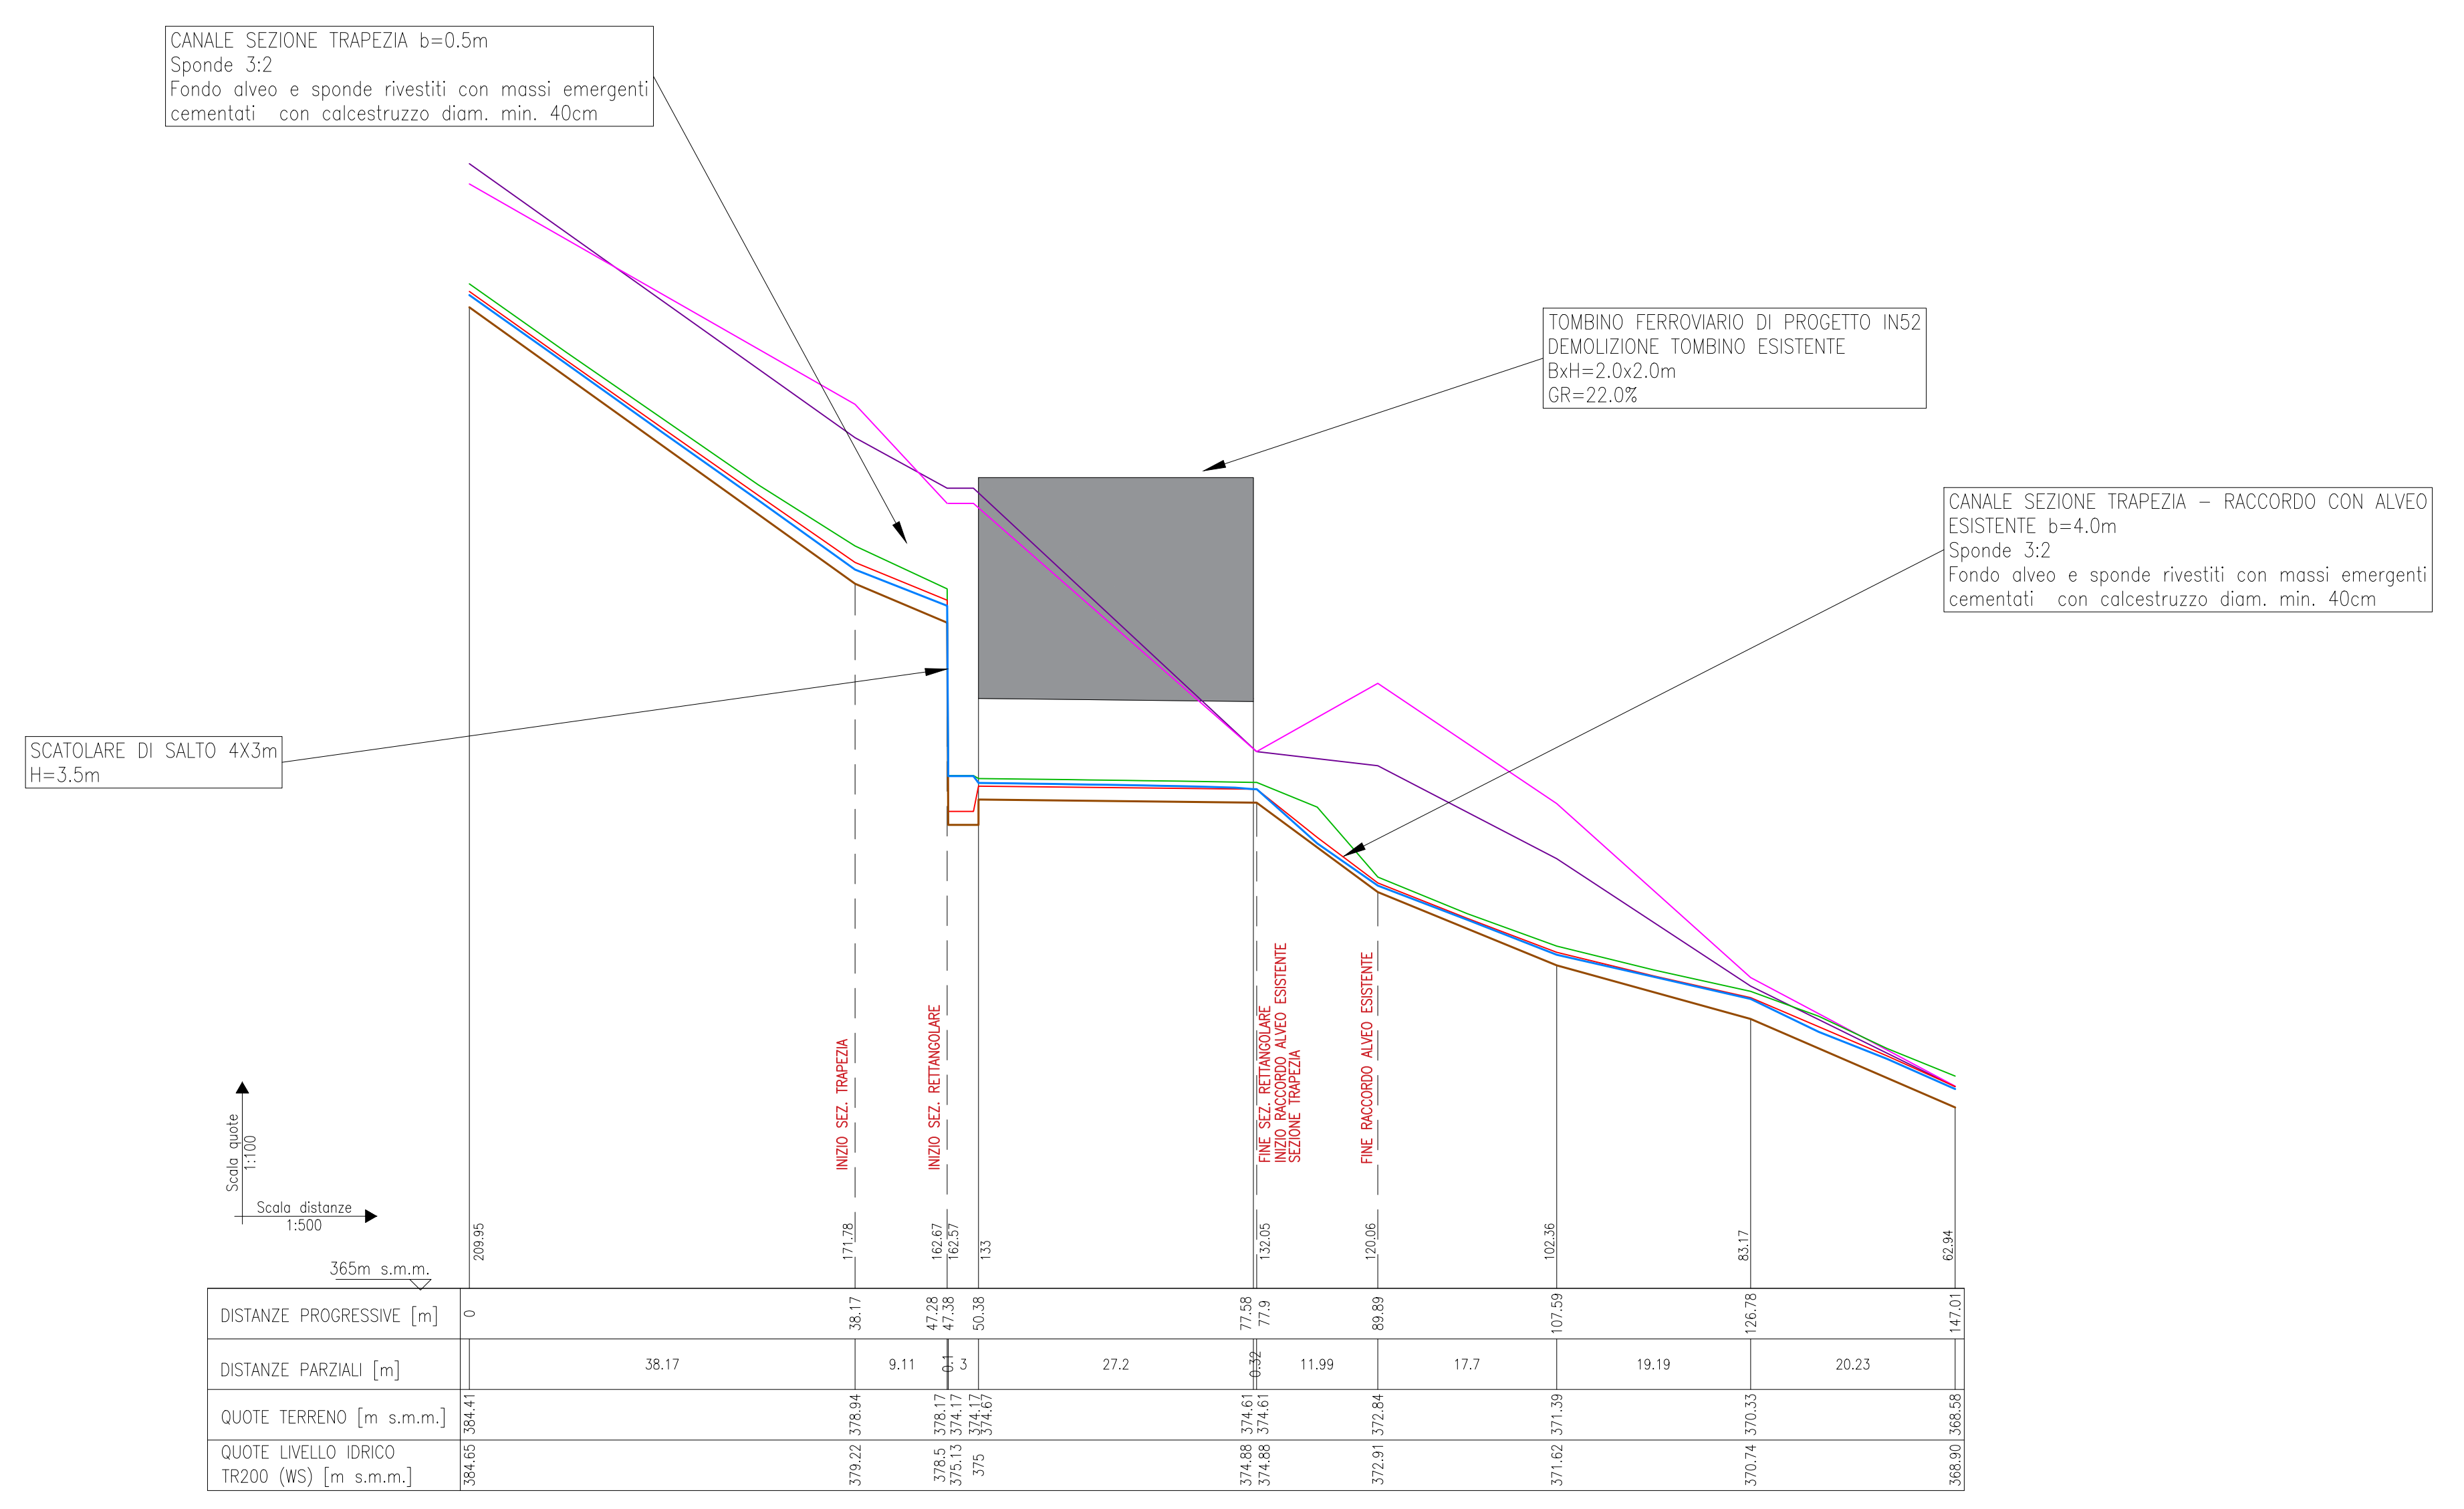 CANALE SEZIONE TRAPEZIA b=0.5m
Sponde 3:2
Fondo alveo e sponde rivestiti con massi emergenti
cementati  con calcestruzzo diam. min. 40cm
TOMBINO FERROVIARIO DI PROGETTO IN52
DEMOLIZIONE TOMBINO ESISTENTE
BxH=2.0x2.0m
GR=22.0%
CANALE SEZIONE TRAPEZIA – RACCORDO CON ALVEO
ESISTENTE b=4.0m
Sponde 3:2
Fondo alveo e sponde rivestiti con massi emergenti
cementati  con calcestruzzo diam. min. 40cm
SCATOLARE DI SALTO 4X3m
H=3.5m
INIZIO SEZ. TRAPEZIA
INIZIO SEZ. RETTANGOLARE
FINE SEZ. RETTANGOLARE
INIZIO RACCORDO ALVEO ESISTENTE
SEZIONE TRAPEZIA
FINE RACCORDO ALVEO ESISTENTE
Scala quote
1:100
Scala distanze
1:500
209.95 171.78 162.67 162.57 133 132.05 120.06 102.36 83.17 62.94
365m s.m.m.
DISTANZE PROGRESSIVE [m] 0 38.17 47.28 47.38 50.38 77.58 77.9 89.89 107.59 126.78 147.01
DISTANZE PARZIALI [m] 38.17 9.11 0.1 3 27.2 0.32 11.99 17.7 19.19 20.23
QUOTE TERRENO [m s.m.m.] 384.41 378.94 378.17 374.17 374.17 374.67 374.61 374.61 372.84 371.39 370.33 368.58
QUOTE LIVELLO IDRICO
TR200 (WS) [m s.m.m.] 384.65 379.22 378.5 375.13 375 374.88 374.88 372.91 371.62 370.74 368.90